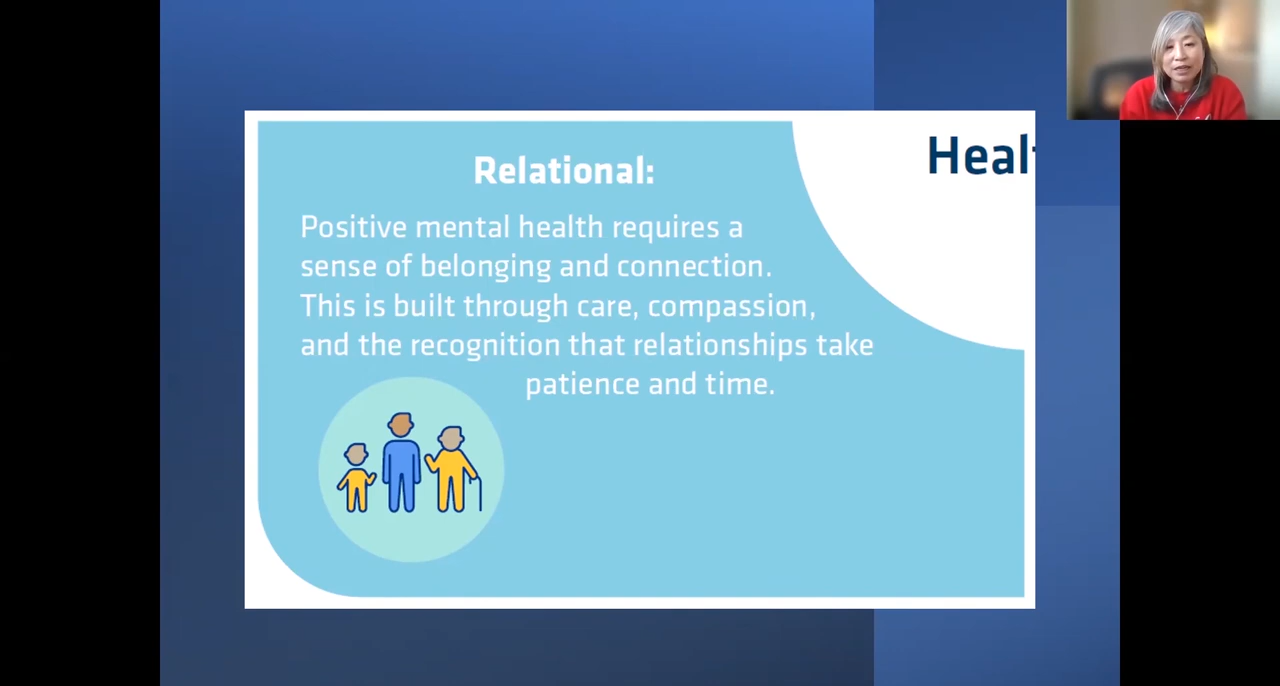 Relational:
Positive mental health requires a
sense of belonging and connection.
This is built through care, compassion,
and the recognition that relationships take
patience and time.